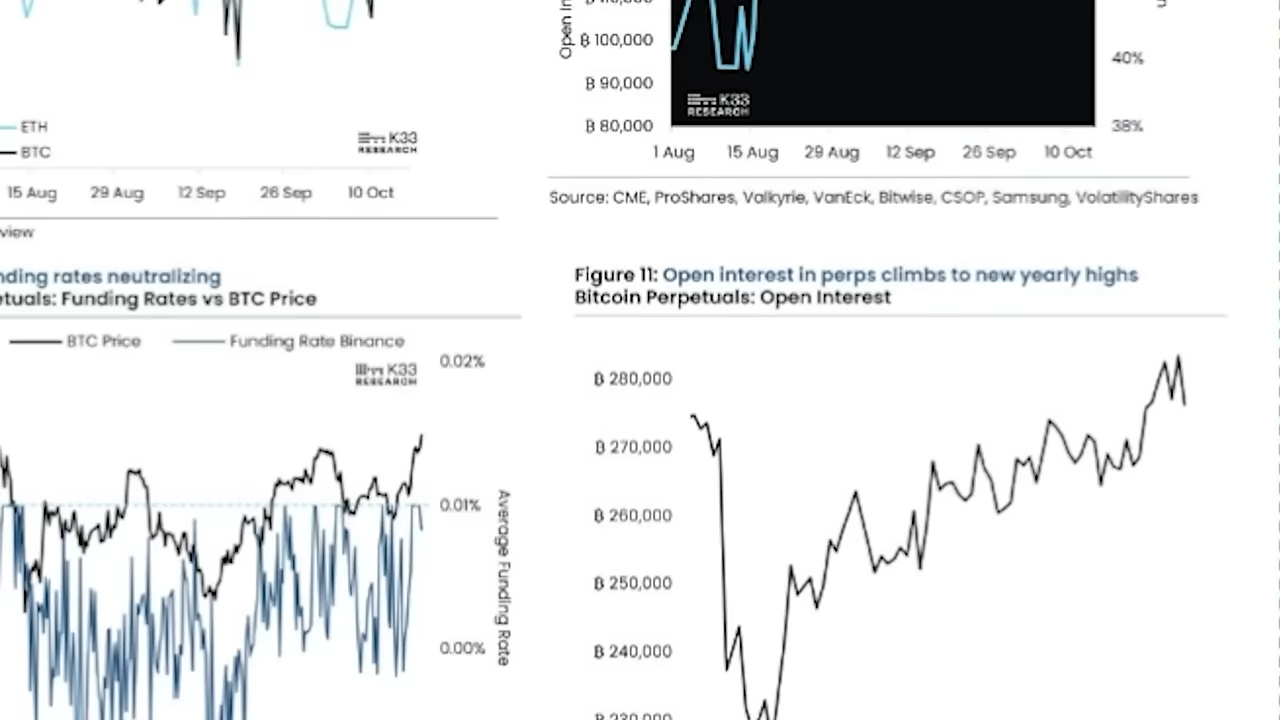 ETH
BTC
K33
RESEARCH
15 Aug 29 Aug 12 Sep 26 Sep 10 Oct
view
nding rates neutralizing
etuals: Funding Rates vs BTC Price
BTC Price Funding Rate Binance
K33
RESEARCH
0.02%
0.01%
0.00%
Average Funding Rate
Open In
₿ 100,000
₿ 90,000
₿ 80,000
40%
38%
K33
RESEARCH
1 Aug 15 Aug 29 Aug 12 Sep 26 Sep 10 Oct
Source: CME, ProShares, Valkyrie, VanEck, Bitwise, CSOP, Samsung, VolatilityShares
Figure 11: Open interest in perps climbs to new yearly highs
Bitcoin Perpetuals: Open Interest
₿ 280,000
₿ 270,000
₿ 260,000
₿ 250,000
₿ 240,000
₿ 230,000